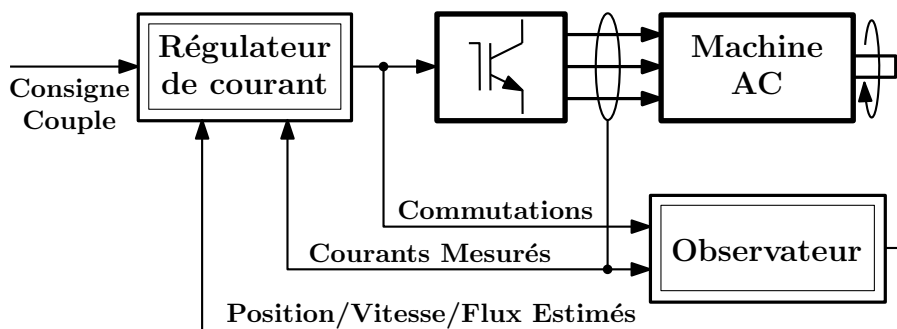 Régulateur
de courant
Machine
AC
Consigne
Couple
Commutations
Courants Mesurés
Observateur
Position/Vitesse/Flux Estimés